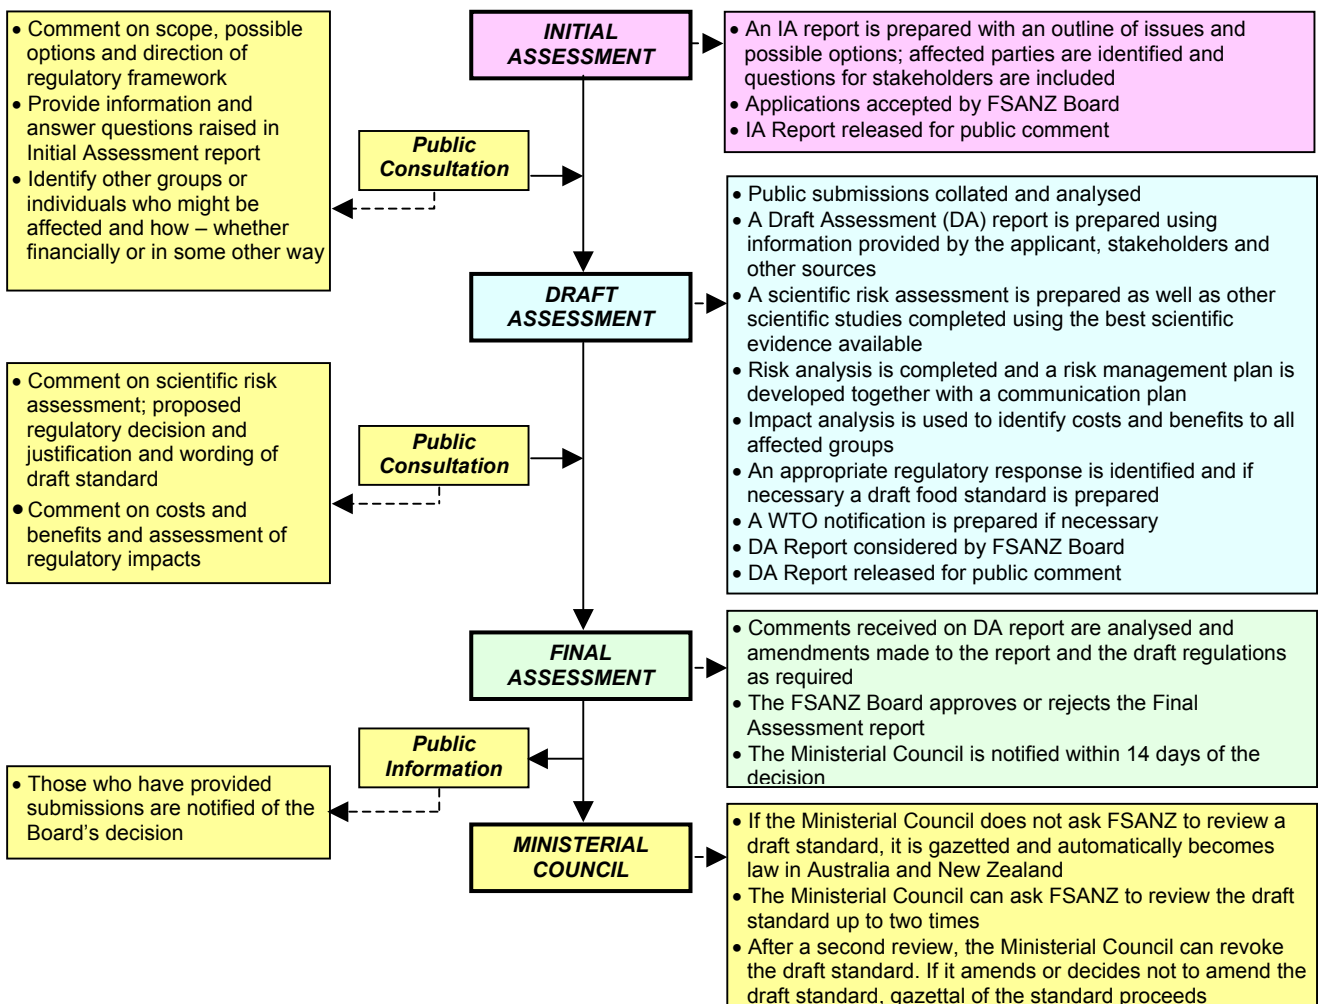 • Comment on scope, possible
options and direction of
regulatory framework
• Provide information and
answer questions raised in
Initial Assessment report
• Identify other groups or
individuals who might be
affected and how – whether
financially or in some other way
INITIAL
ASSESSMENT
• An IA report is prepared with an outline of issues and
possible options; affected parties are identified and
questions for stakeholders are included
• Applications accepted by FSANZ Board
• IA Report released for public comment
Public
Consultation
DRAFT
ASSESSMENT
• Public submissions collated and analysed
• A Draft Assessment (DA) report is prepared using
information provided by the applicant, stakeholders and
other sources
• A scientific risk assessment is prepared as well as other
scientific studies completed using the best scientific
evidence available
• Risk analysis is completed and a risk management plan is
developed together with a communication plan
• Impact analysis is used to identify costs and benefits to all
affected groups
• An appropriate regulatory response is identified and if
necessary a draft food standard is prepared
• A WTO notification is prepared if necessary
• DA Report considered by FSANZ Board
• DA Report released for public comment
• Comment on scientific risk
assessment; proposed
regulatory decision and
justification and wording of
draft standard
• Comment on costs and
benefits and assessment of
regulatory impacts
Public
Consultation
FINAL
ASSESSMENT
• Comments received on DA report are analysed and
amendments made to the report and the draft regulations
as required
• The FSANZ Board approves or rejects the Final
Assessment report
• The Ministerial Council is notified within 14 days of the
decision
Public
Information
• Those who have provided
submissions are notified of the
Board's decision
MINISTERIAL
COUNCIL
• If the Ministerial Council does not ask FSANZ to review a
draft standard, it is gazetted and automatically becomes
law in Australia and New Zealand
• The Ministerial Council can ask FSANZ to review the draft
standard up to two times
• After a second review, the Ministerial Council can revoke
the draft standard. If it amends or decides not to amend the
draft standard, gazettal of the standard proceeds